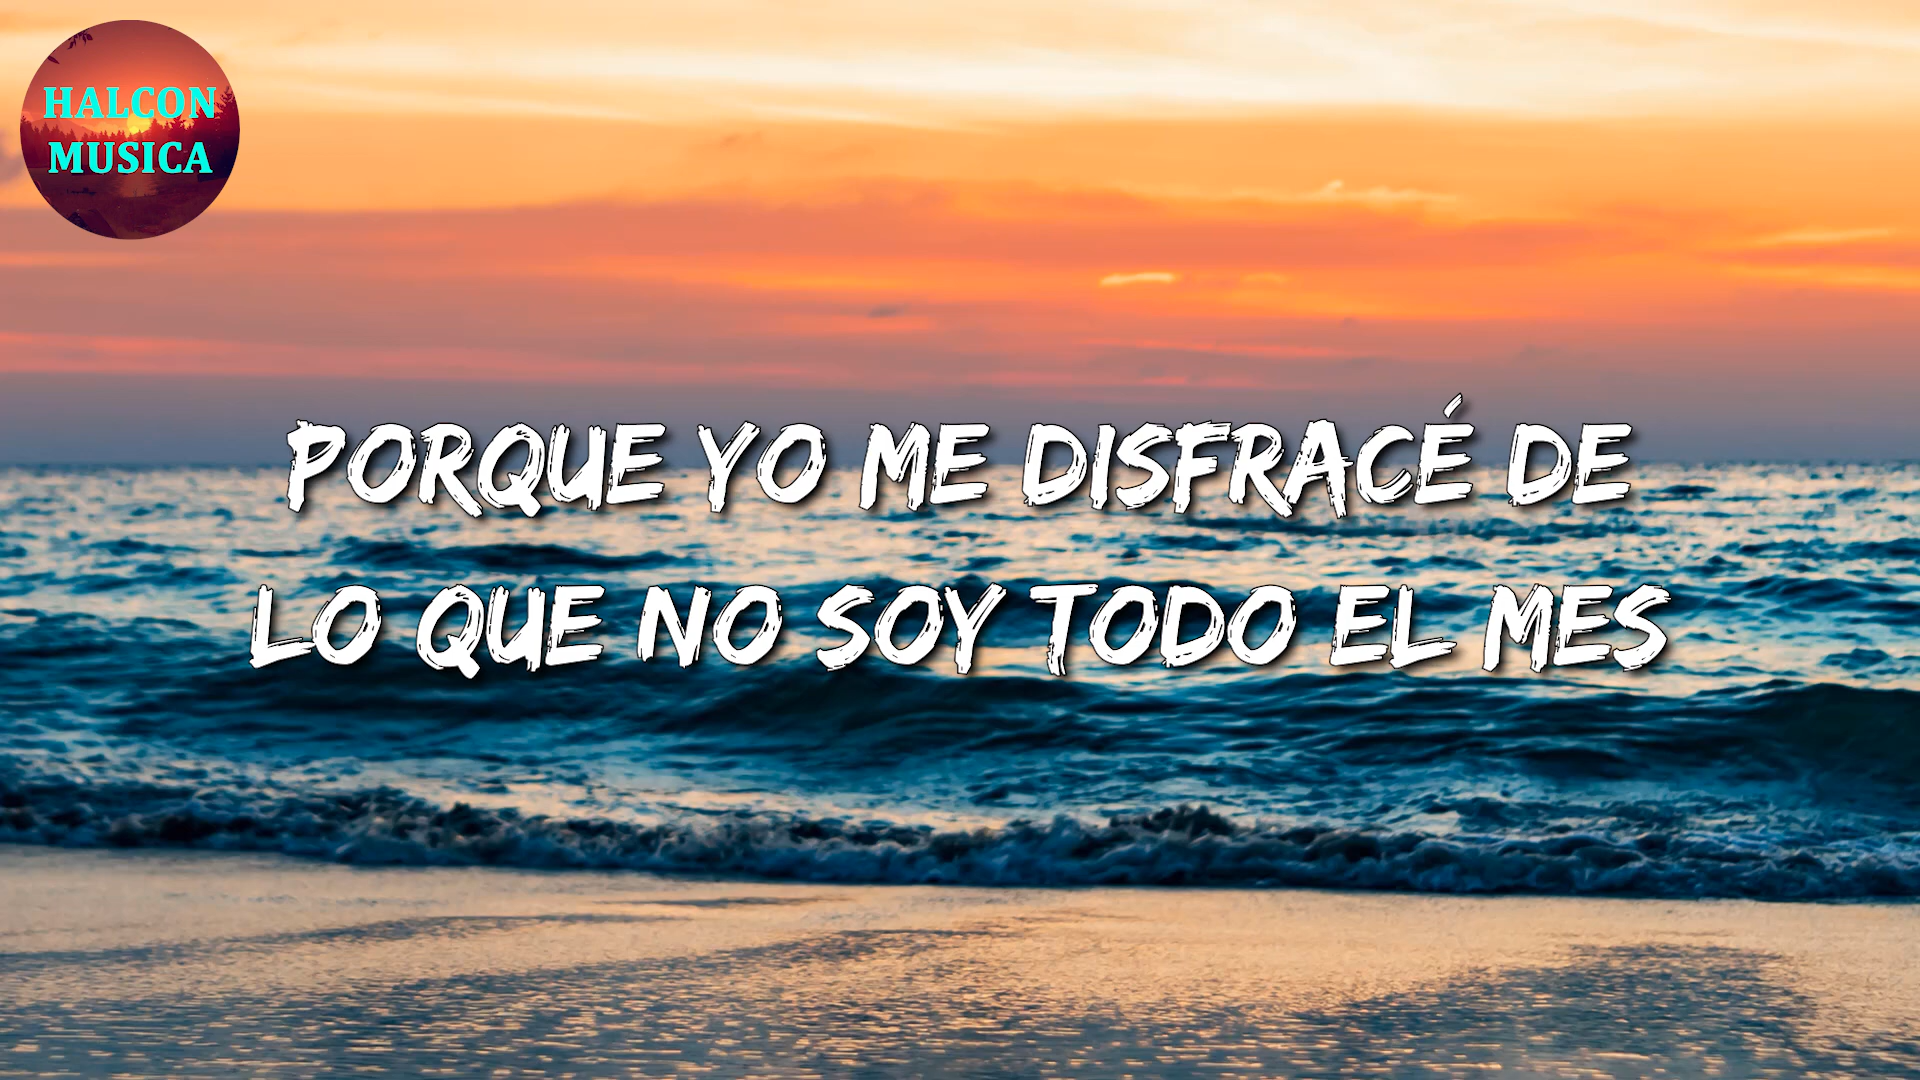 HALCON
MUSICA
PORQUE YO ME DISFRACÉ DE
LO QUE NO SOY TODO EL MES